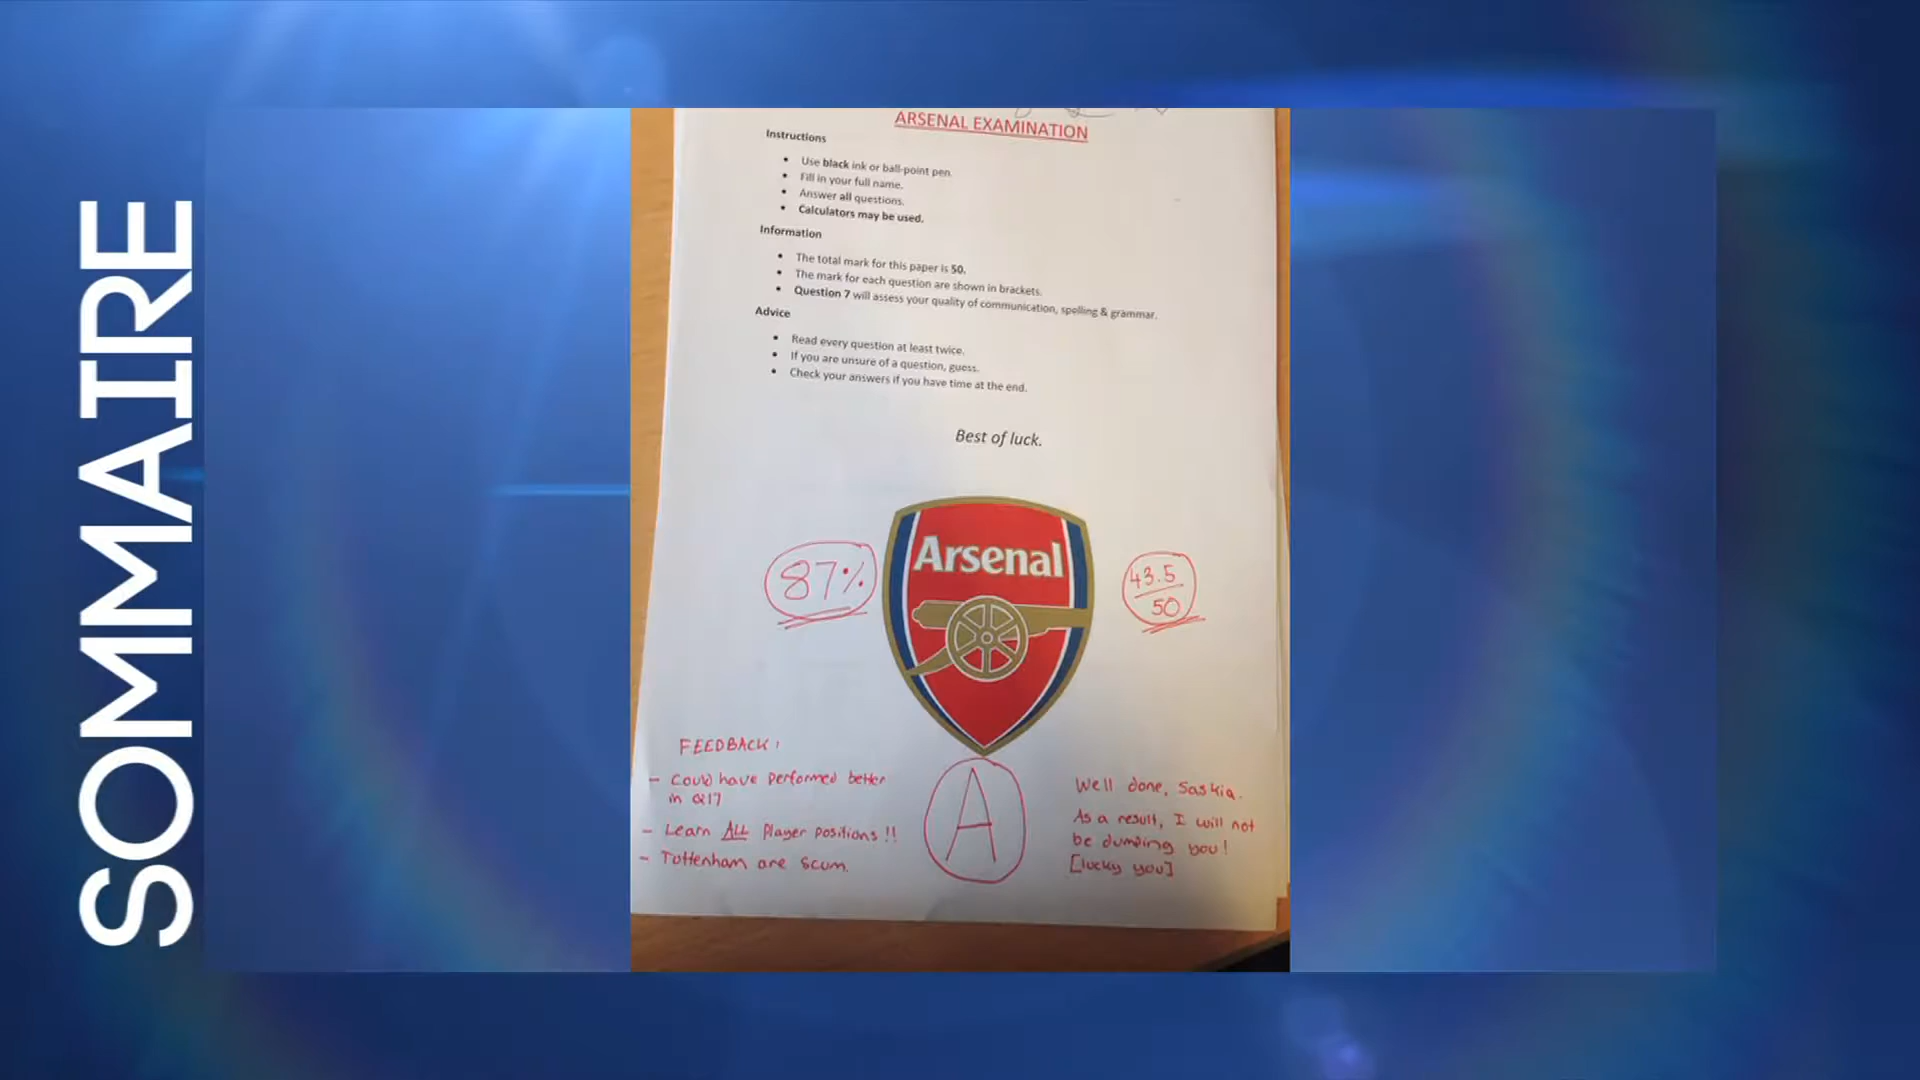 SOMMAIRE
ARSENAL EXAMINATION
Instructions
Use black ink or ball-point pen.
Fill in your full name.
Answer all questions.
Calculators may be used.
Information
The total mark for this paper is 50.
The mark for each question are shown in brackets.
Question 7 will assess your quality of communication, spelling & grammar.
Advice
Read every question at least twice.
If you are unsure of a question, guess.
Check your answers if you have time at the end.
Best of luck.
Arsenal
87%
43.5
50
FEEDBACK:
- Could have performed better
in Q17
- Learn ALL player positions!!
- Tottenham are scum.
A
Well done, Saskia.
As a result, I will not
be dumping you!
[lucky you]